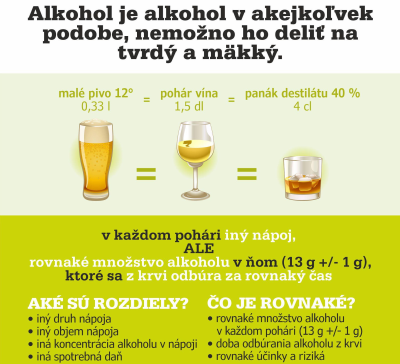 Alkohol je alkohol v akejkoľvek
podobe, nemožno ho deliť na
tvrdý a mäkký.
malé pivo 12° = pohár vína = panák destilátu 40 %
0,33 l 1,5 dl 4 cl
= =
v každom pohári iný nápoj,
ALE
rovnaké množstvo alkoholu v ňom (13 g +/- 1 g),
ktoré sa z krvi odbúra za rovnaký čas
AKÉ SÚ ROZDIELY?
• iný druh nápoja
• iný objem nápoja
• iná koncentrácia alkoholu v nápoji
• iná spotrebná daň
ČO JE ROVNAKÉ?
• rovnaké množstvo alkoholu
v každom pohári (13 g +/- 1 g)
• doba odbúrania alkoholu z krvi
• rovnaké účinky a riziká